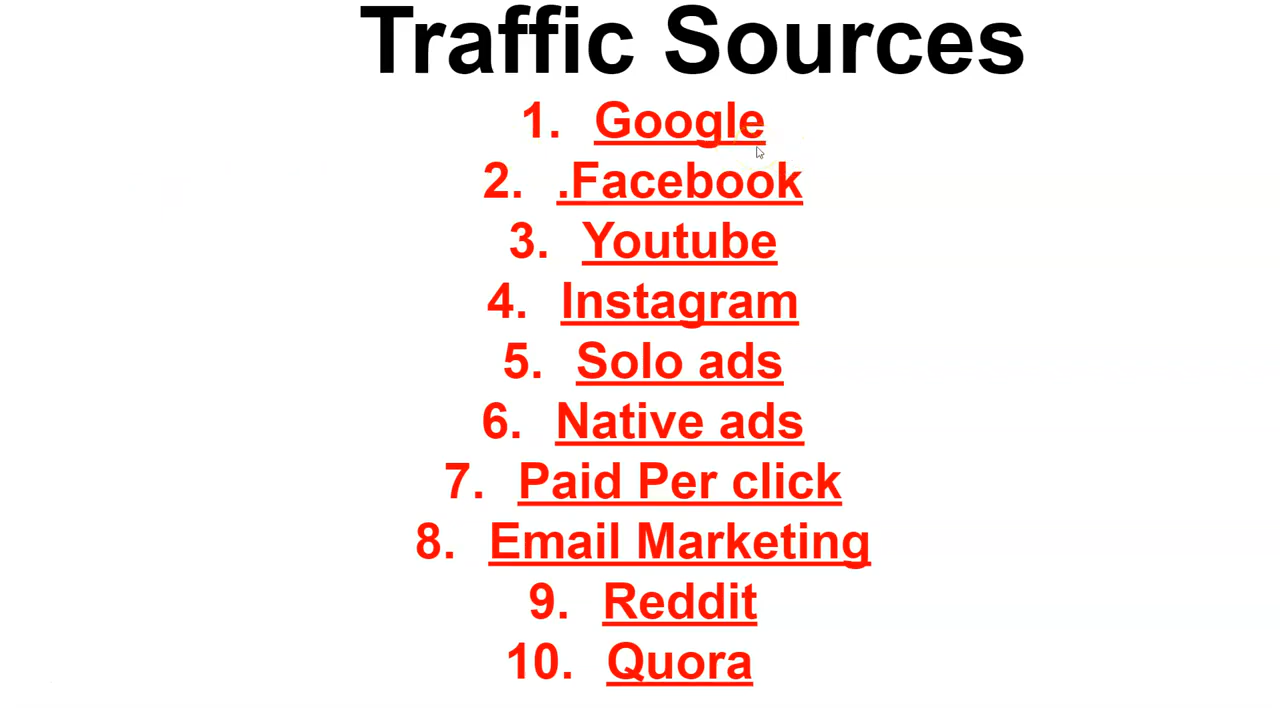 Traffic Sources
1. Google
2. .Facebook
3. Youtube
4. Instagram
5. Solo ads
6. Native ads
7. Paid Per click
8. Email Marketing
9. Reddit
10. Quora